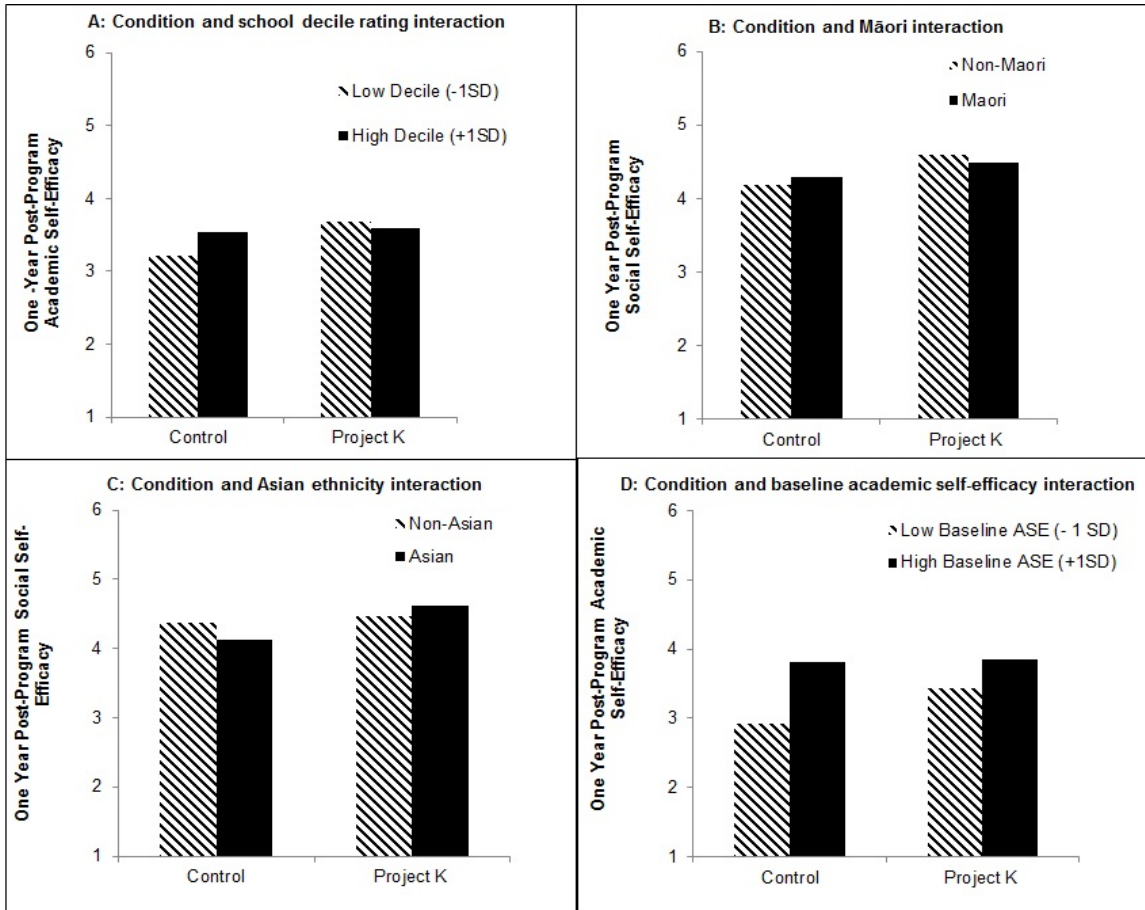 A: Condition and school decile rating interaction
6
5
4
3
2
1
One -Year Post-Program
Academic Self-Efficacy
Low Decile (-1SD)
High Decile (+1SD)
Control
Project K
B: Condition and Māori interaction
6
5
4
3
2
1
One Year Post-Program
Social Self-Efficacy
Non-Maori
Maori
Control
Project K
C: Condition and Asian ethnicity interaction
6
5
4
3
2
1
One Year Post-Program Social Self-
Efficacy
Non-Asian
Asian
Control
Project K
D: Condition and baseline academic self-efficacy interaction
6
5
4
3
2
1
One Year Post-Program Academic
Self-Efficacy
Low Baseline ASE (- 1 SD)
High Baseline ASE (+1SD)
Control
Project K